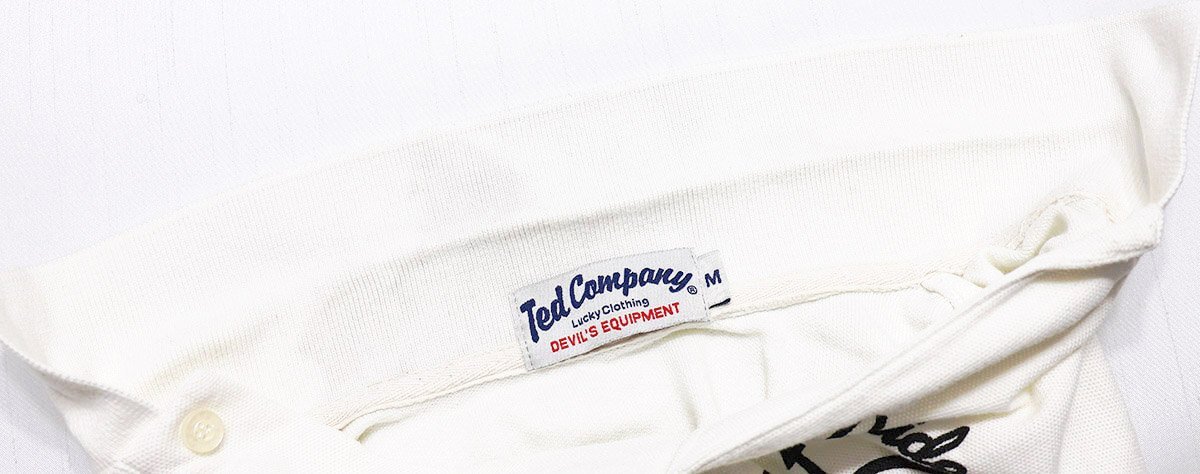 Ted Company®
Lucky Clothing
DEVIL'S EQUIPMENT
M